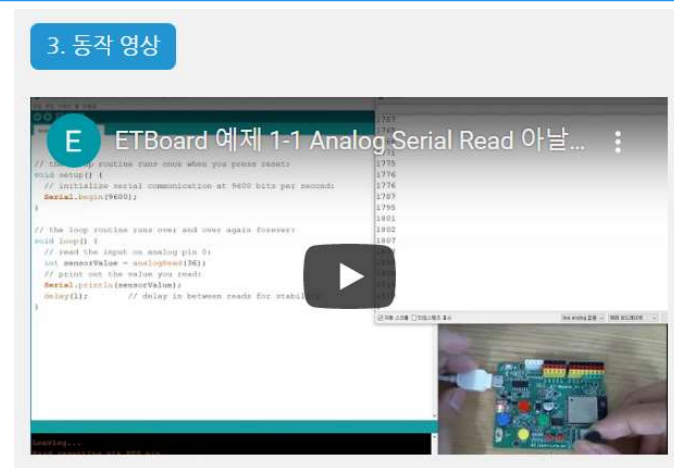 3. 동작 영상
E
ETBoard 예제 1-1 Analog Serial Read 아날...
1775
1776
1776
1787
1795
1801
1802
1807
routine runs once when you press reset:
void setup() {
// initialize serial communication at 9600 bits per second:
Serial.begin(9600);
}
// the loop routine runs over and over again forever:
void loop() {
// read the input on analog pin 0:
int sensorValue = analogRead(36);
// print out the value you read:
Serial.println(sensorValue);
delay(1); // delay in between reads for
}
Leaving...